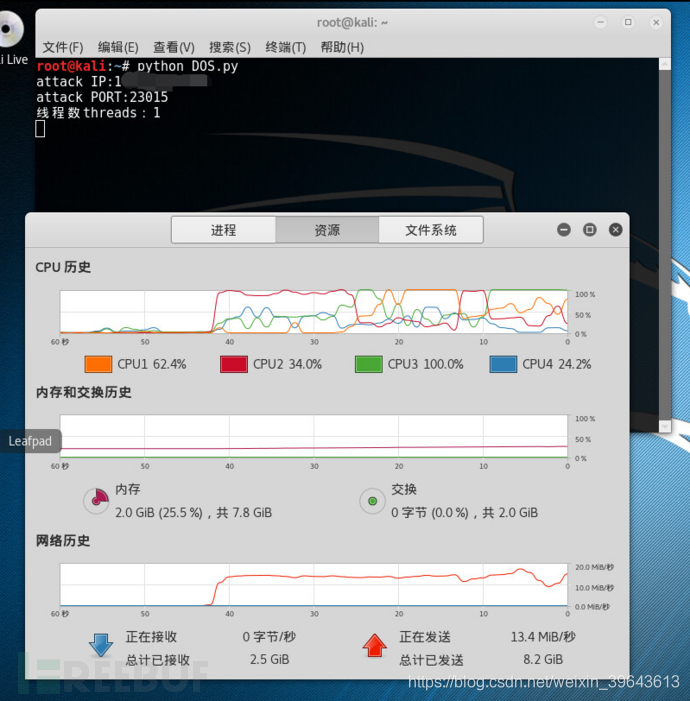 root@kali: ~
i Live
文件(F) 编辑(E) 查看(V) 搜索(S) 终端(T) 帮助(H)
root@kali:~# python DOS.py
attack IP:1
attack PORT:23015
线程数threads：1
进程 资源 文件系统
CPU 历史
100 %
50 %
0 %
60 秒 50 40 30 20 10 0
CPU1 62.4% CPU2 34.0% CPU3 100.0% CPU4 24.2%
内存和交换历史
Leafpad
100 %
50 %
0 %
60 秒 50 40 30 20 10 0
内存
2.0 GiB (25.5 %)，共 7.8 GiB
交换
0 字节 (0.0 %)，共 2.0 GiB
网络历史
20.0 MiB/秒
10.0 MiB/秒
0.0 MiB/秒
60 秒 50 40 30 20 10 0
正在接收 0 字节/秒
总计已接收 2.5 GiB
正在发送 13.4 MiB/秒
总计已发送 8.2 GiB
REEBUF
https://blog.csdn.net/weixin_39643613